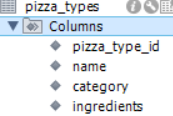 pizza_types
Columns
pizza_type_id
name
category
ingredients